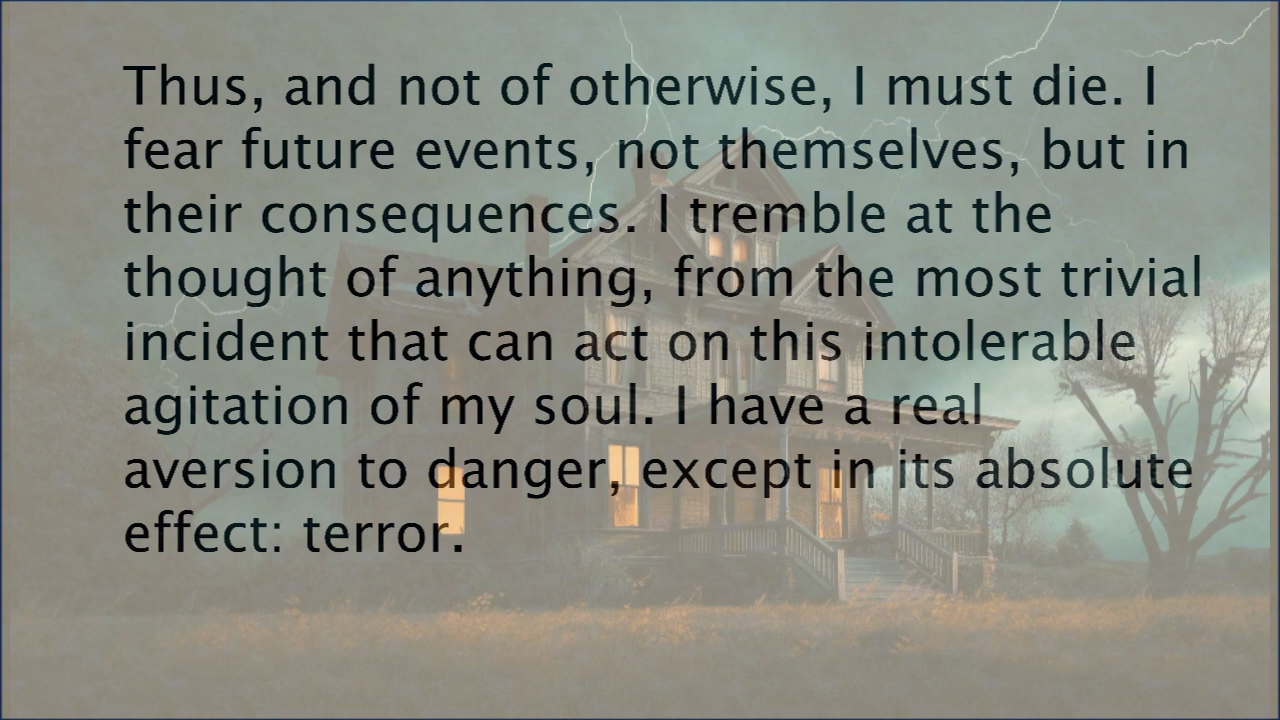 Thus, and not of otherwise, I must die. I
fear future events, not themselves, but in
their consequences. I tremble at the
thought of anything, from the most trivial
incident that can act on this intolerable
agitation of my soul. I have a real
aversion to danger, except in its absolute
effect: terror.